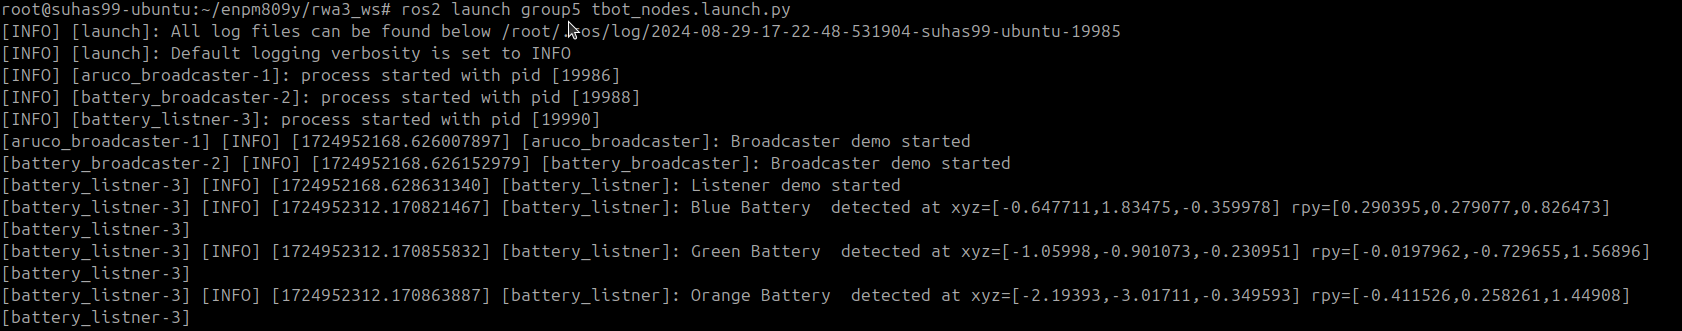 root@suhas99-ubuntu:~/enpm809y/rwa3_ws# ros2 launch group5 tbot_nodes.launch.py
[INFO] [launch]: All log files can be found below /root/.ros/log/2024-08-29-17-22-48-531904-suhas99-ubuntu-19985
[INFO] [launch]: Default logging verbosity is set to INFO
[INFO] [aruco_broadcaster-1]: process started with pid [19986]
[INFO] [battery_broadcaster-2]: process started with pid [19988]
[INFO] [battery_listner-3]: process started with pid [19990]
[aruco_broadcaster-1] [INFO] [1724952168.626007897] [aruco_broadcaster]: Broadcaster demo started
[battery_broadcaster-2] [INFO] [1724952168.626152979] [battery_broadcaster]: Broadcaster demo started
[battery_listner-3] [INFO] [1724952168.628631340] [battery_listner]: Listener demo started
[battery_listner-3] [INFO] [1724952312.170821467] [battery_listner]: Blue Battery  detected at xyz=[-0.647711,1.83475,-0.359978] rpy=[0.290395,0.279077,0.826473]
[battery_listner-3]
[battery_listner-3] [INFO] [1724952312.170855832] [battery_listner]: Green Battery  detected at xyz=[-1.05998,-0.901073,-0.230951] rpy=[-0.0197962,-0.729655,1.56896]
[battery_listner-3]
[battery_listner-3] [INFO] [1724952312.170863887] [battery_listner]: Orange Battery  detected at xyz=[-2.19393,-3.01711,-0.349593] rpy=[-0.411526,0.258261,1.44908]
[battery_listner-3]